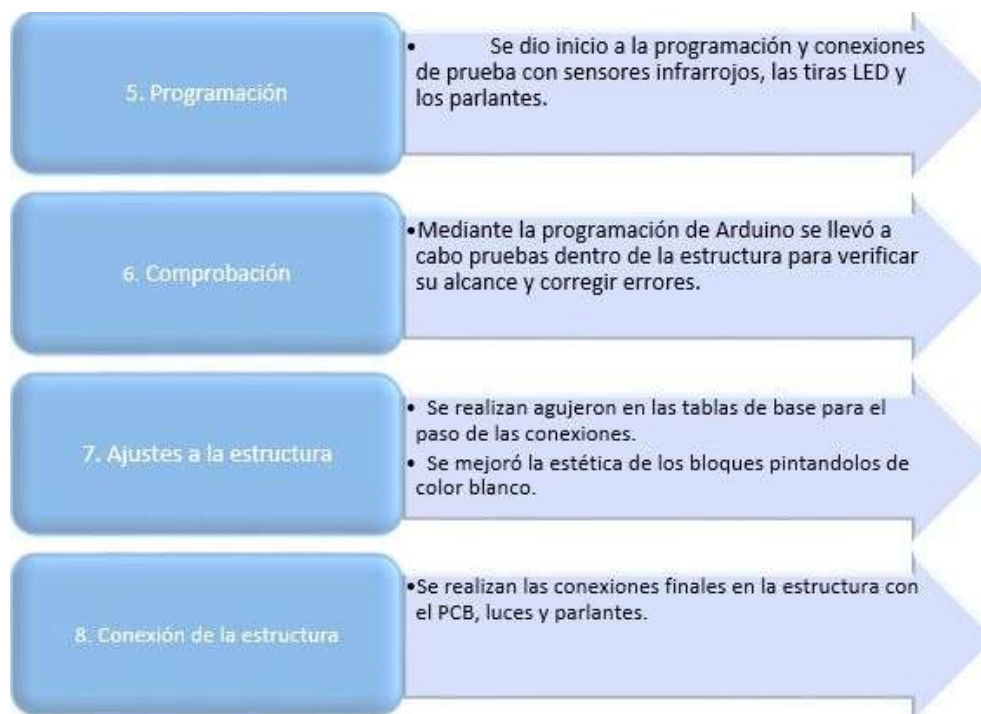 5. Programación
• Se dio inicio a la programación y conexiones
de prueba con sensores infrarrojos, las tiras LED y
los parlantes.
6. Comprobación
•Mediante la programación de Arduino se llevó a
cabo pruebas dentro de la estructura para verificar
su alcance y corregir errores.
7. Ajustes a la estructura
• Se realizan agujeron en las tablas de base para el
paso de las conexiones.
• Se mejoró la estética de los bloques pintandolos de
color blanco.
8. Conexión de la estructura
•Se realizan las conexiones finales en la estructura con
el PCB, luces y parlantes.